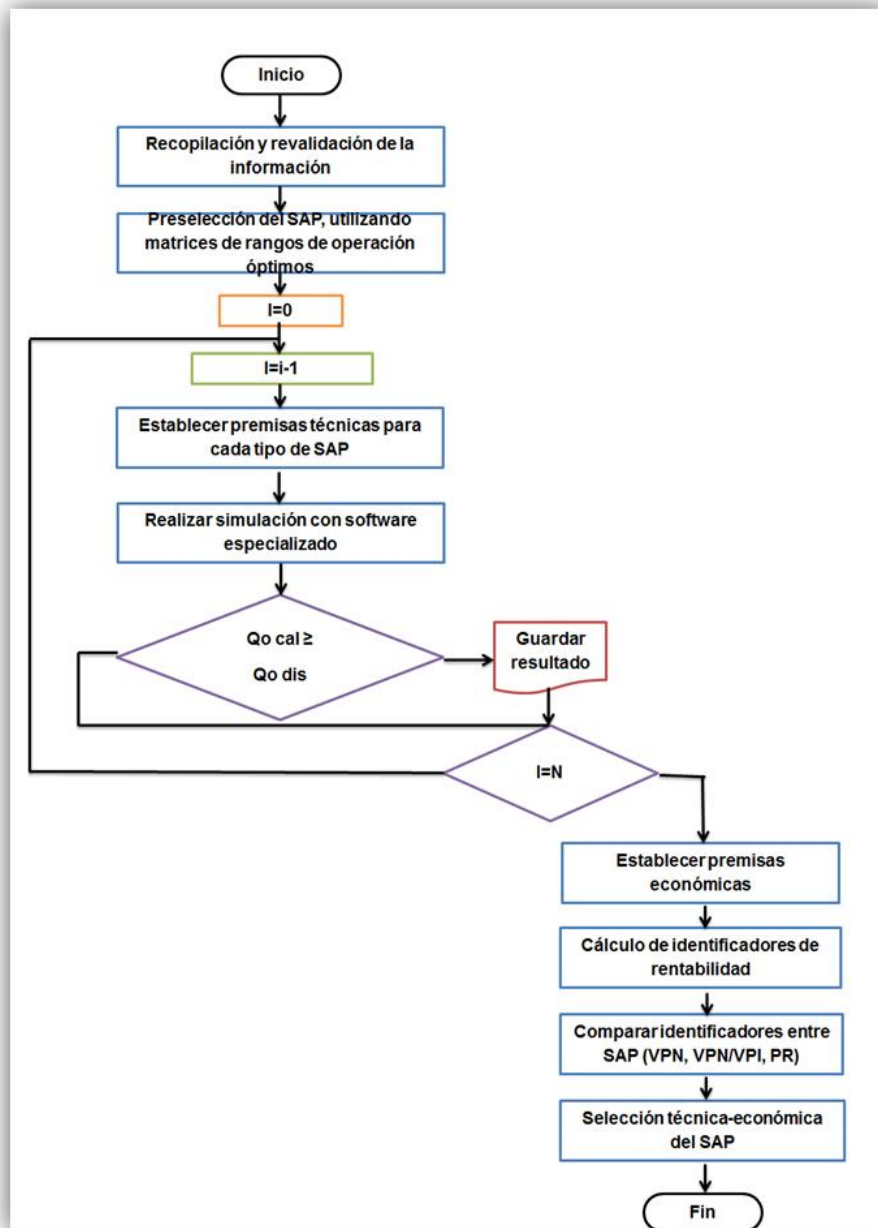 Inicio
Recopilación y revalidación de la
información
Preselección del SAP, utilizando
matrices de rangos de operación
óptimos
I=0
I=i-1
Establecer premisas técnicas para
cada tipo de SAP
Realizar simulación con software
especializado
Qo cal ≥
Qo dis
Guardar
resultado
I=N
Establecer premisas
económicas
Cálculo de identificadores de
rentabilidad
Comparar identificadores entre
SAP (VPN, VPN/VPI, PR)
Selección técnica-económica
del SAP
Fin